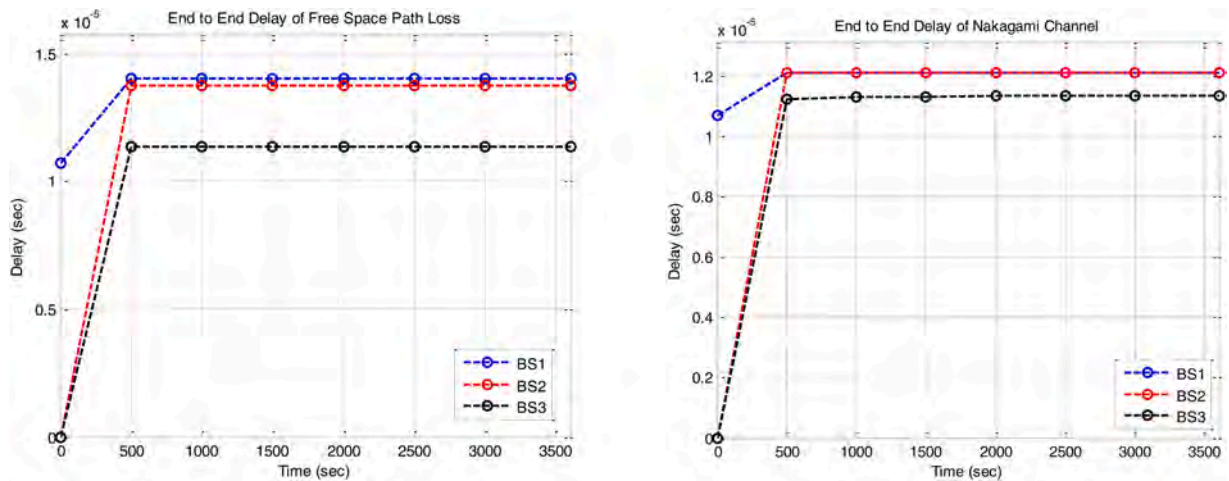 End to End Delay of Free Space Path Loss
x 10⁻⁵
1.5
1
0.5
0
Delay (sec)
0 500 1000 1500 2000 2500 3000 3500
Time (sec)
BS1
BS2
BS3
End to End Delay of Nakagami Channel
x 10⁻⁵
1.2
1
0.8
0.6
0.4
0.2
0
Delay (sec)
0 500 1000 1500 2000 2500 3000 3500
Time (sec)
BS1
BS2
BS3